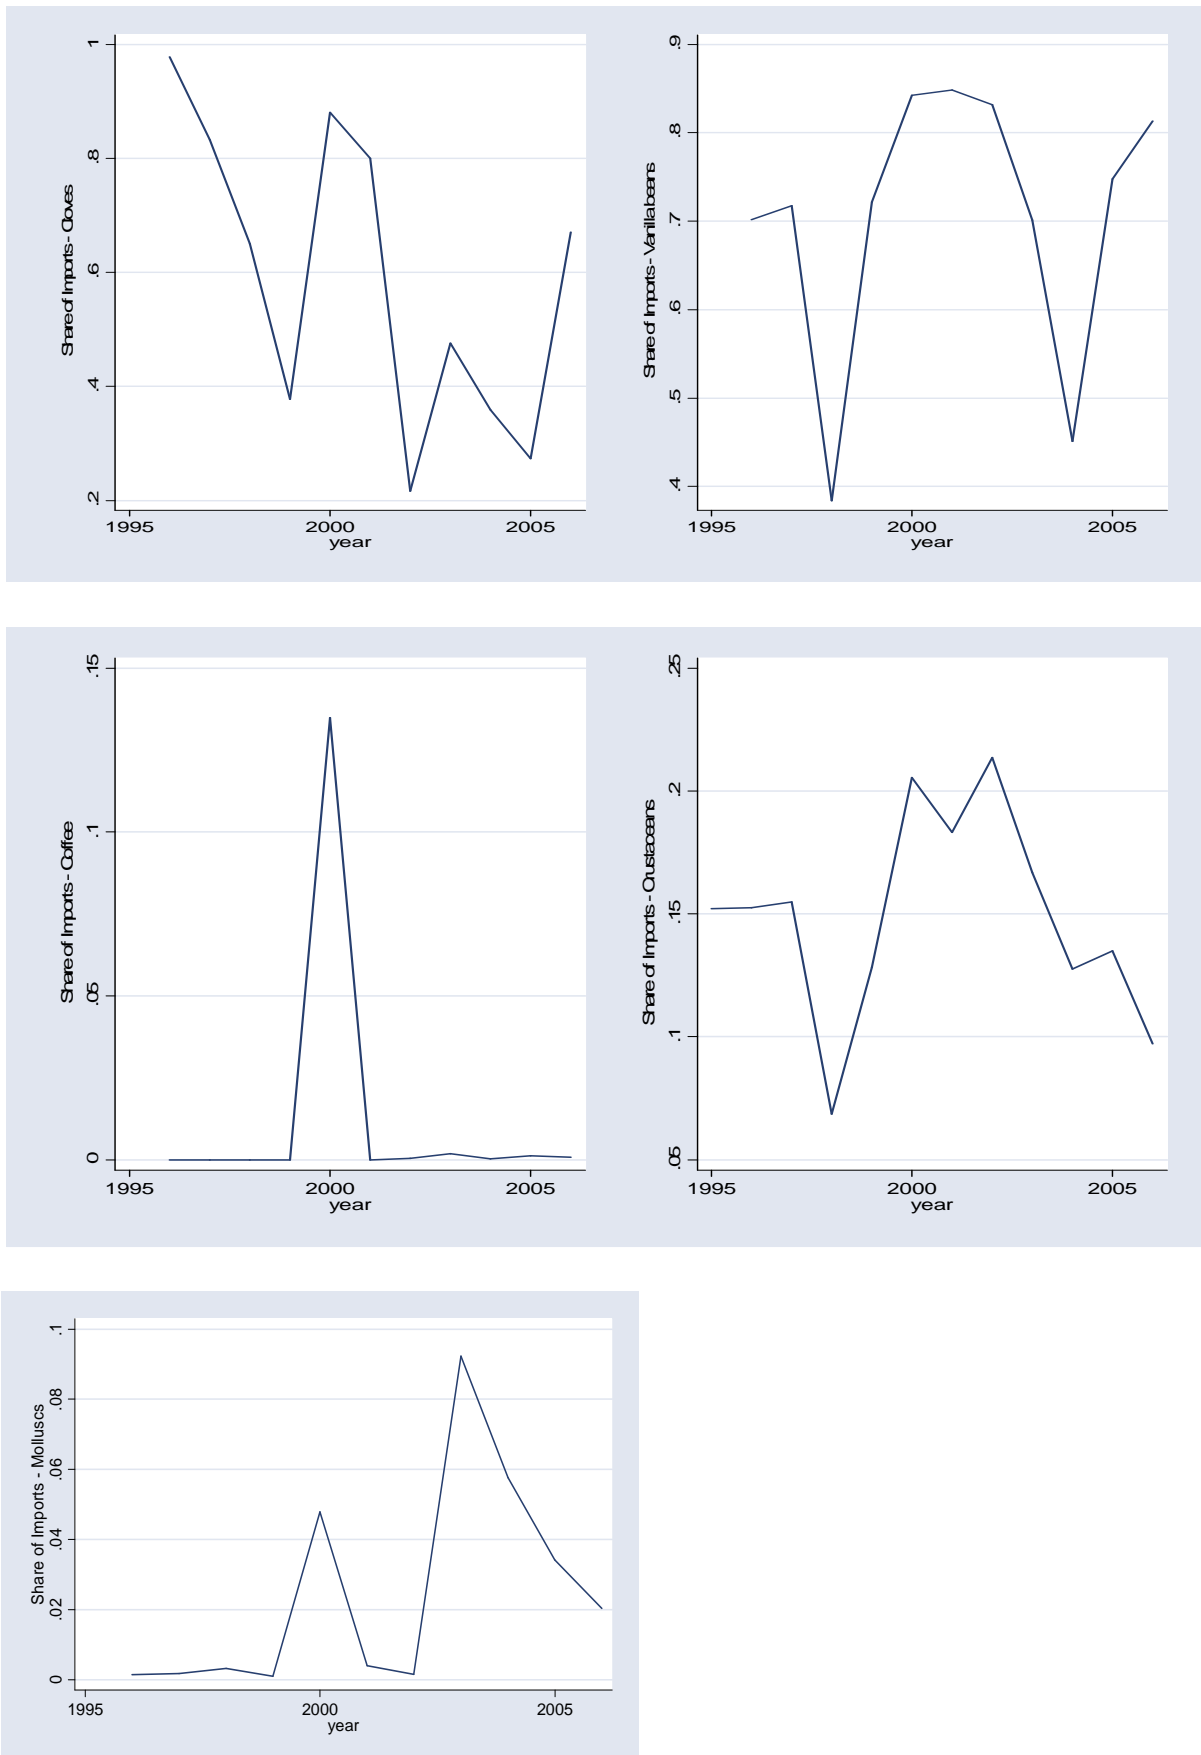 Share of Imports - Cloves
1
.8
.6
.4
.2
1995 2000 2005
year
Share of Imports - Vanilla beans
.9
.8
.7
.6
.5
.4
1995 2000 2005
year
Share of Imports - Coffee
.15
.1
.05
0
1995 2000 2005
year
Share of Imports - Crustaceans
.25
.2
.15
.1
.05
1995 2000 2005
year
Share of Imports - Molluscs
.1
.08
.06
.04
.02
0
1995 2000 2005
year